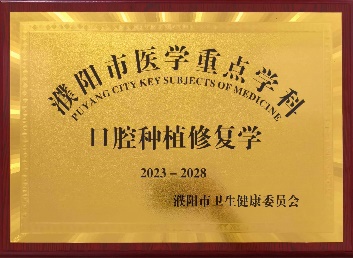 濮阳市医学重点学科
PUYANG CITY KEY SUBJECTS OF MEDICINE
口腔种植修复学
2023－2028
濮阳市卫生健康委员会